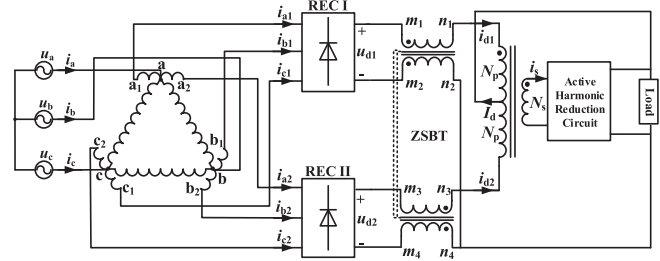 REC I
i_a1
i_b1
i_c1
+
u_d1
-
m_1
n_1
m_2
n_2
i_d1
N_p
I_d
N_p
i_d2
i_s
N_s
Active
Harmonic
Reduction
Circuit
Load
u_a
i_a
u_b
i_b
u_c
i_c
a
a_1
a_2
b_1
b
b_2
c_2
c
c_1
ZSBT
REC II
i_a2
i_b2
i_c2
+
u_d2
-
m_3
n_3
m_4
n_4